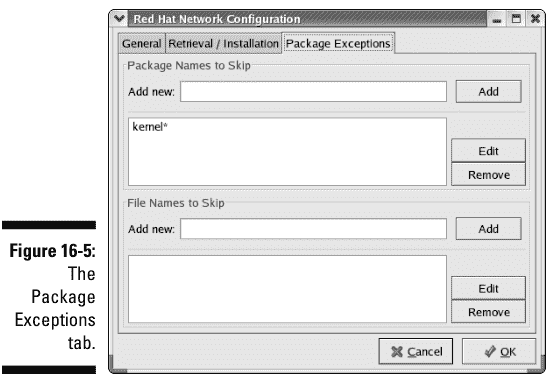 Red Hat Network Configuration
General Retrieval / Installation Package Exceptions
Package Names to Skip
Add new: Add
kernel*
Edit
Remove
File Names to Skip
Add new: Add
Edit
Remove
Cancel OK
Figure 16-5:
The
Package
Exceptions
tab.